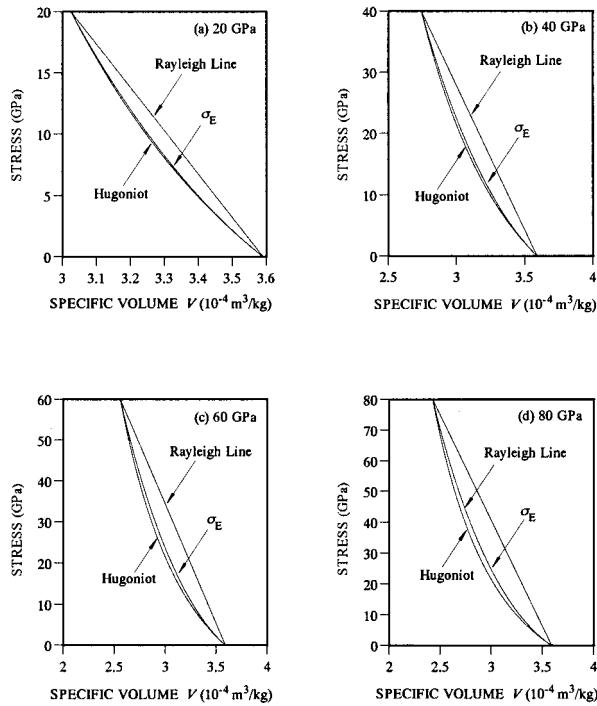 (a) 20 GPa
20
15
10
5
0
STRESS (GPa)
Rayleigh Line
σE
Hugoniot
3 3.1 3.2 3.3 3.4 3.5 3.6
SPECIFIC VOLUME V (10-4 m3/kg)
(b) 40 GPa
40
30
20
10
0
STRESS (GPa)
Rayleigh Line
σE
Hugoniot
2.5 3 3.5 4
SPECIFIC VOLUME V (10-4 m3/kg)
(c) 60 GPa
60
50
40
30
20
10
0
STRESS (GPa)
Rayleigh Line
σE
Hugoniot
2 2.5 3 3.5 4
SPECIFIC VOLUME V (10-4 m3/kg)
(d) 80 GPa
80
70
60
50
40
30
20
10
0
STRESS (GPa)
Rayleigh Line
σE
Hugoniot
2 2.5 3 3.5 4
SPECIFIC VOLUME V (10-4 m3/kg)